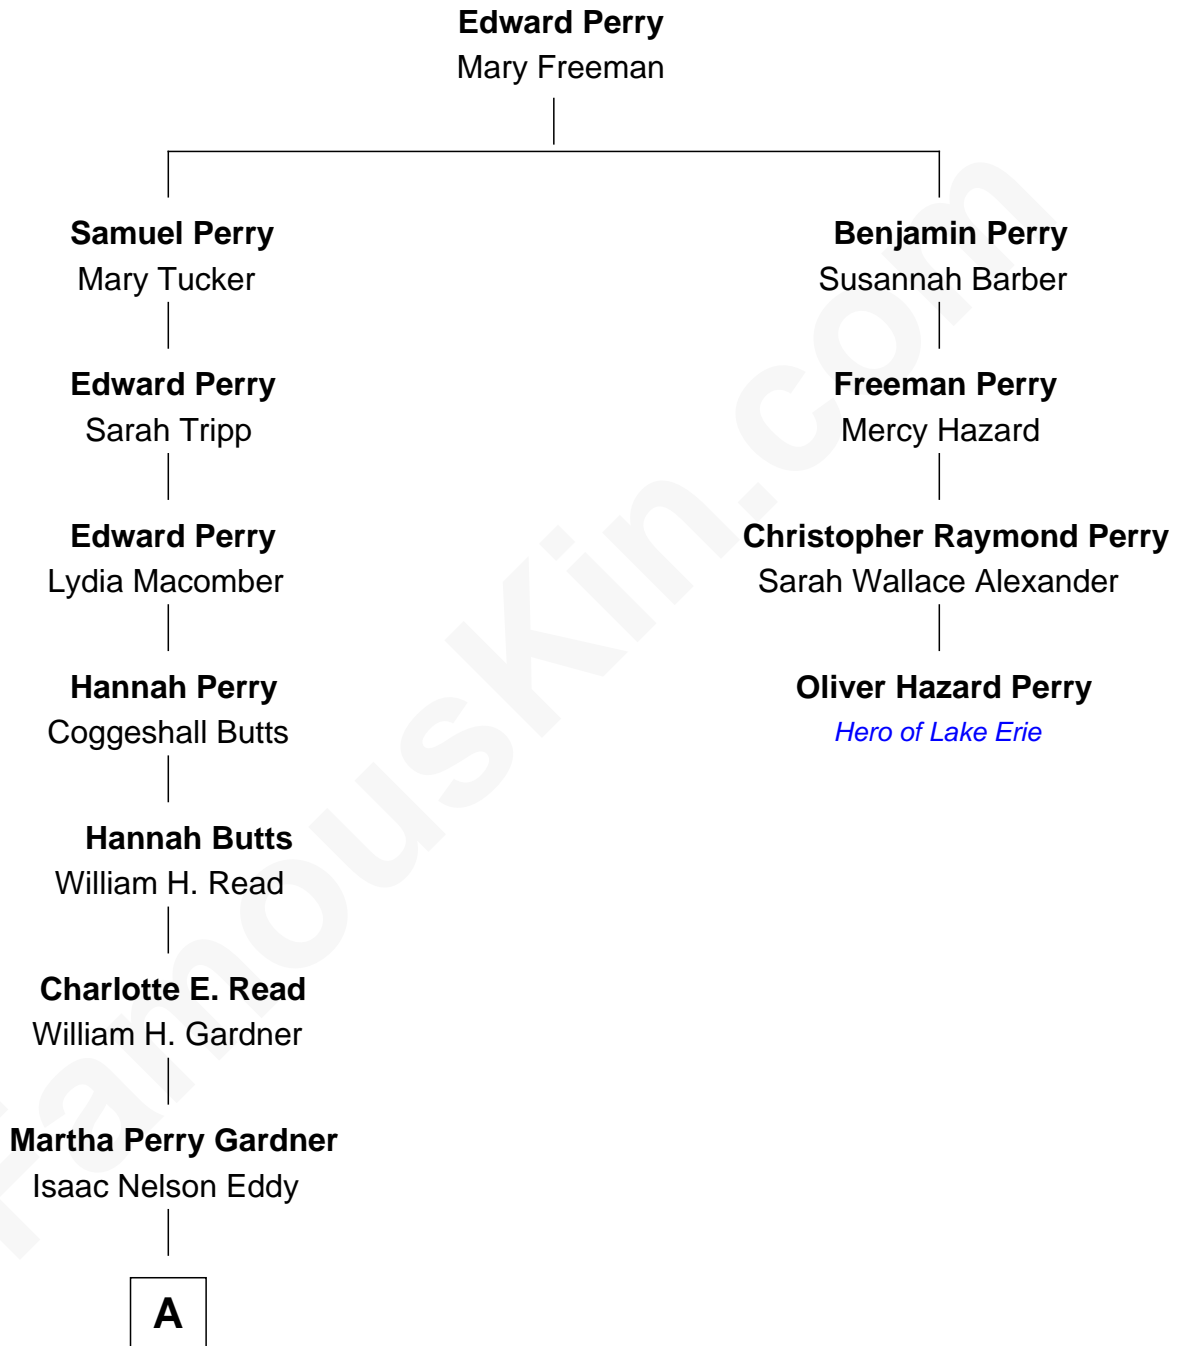 Edward Perry
Mary Freeman
Samuel Perry
Mary Tucker
Benjamin Perry
Susannah Barber
Edward Perry
Sarah Tripp
Freeman Perry
Mercy Hazard
Edward Perry
Lydia Macomber
Christopher Raymond Perry
Sarah Wallace Alexander
Hannah Perry
Coggeshall Butts
Oliver Hazard Perry
Hero of Lake Erie
Hannah Butts
William H. Read
Charlotte E. Read
William H. Gardner
Martha Perry Gardner
Isaac Nelson Eddy
A
FamousKin.com